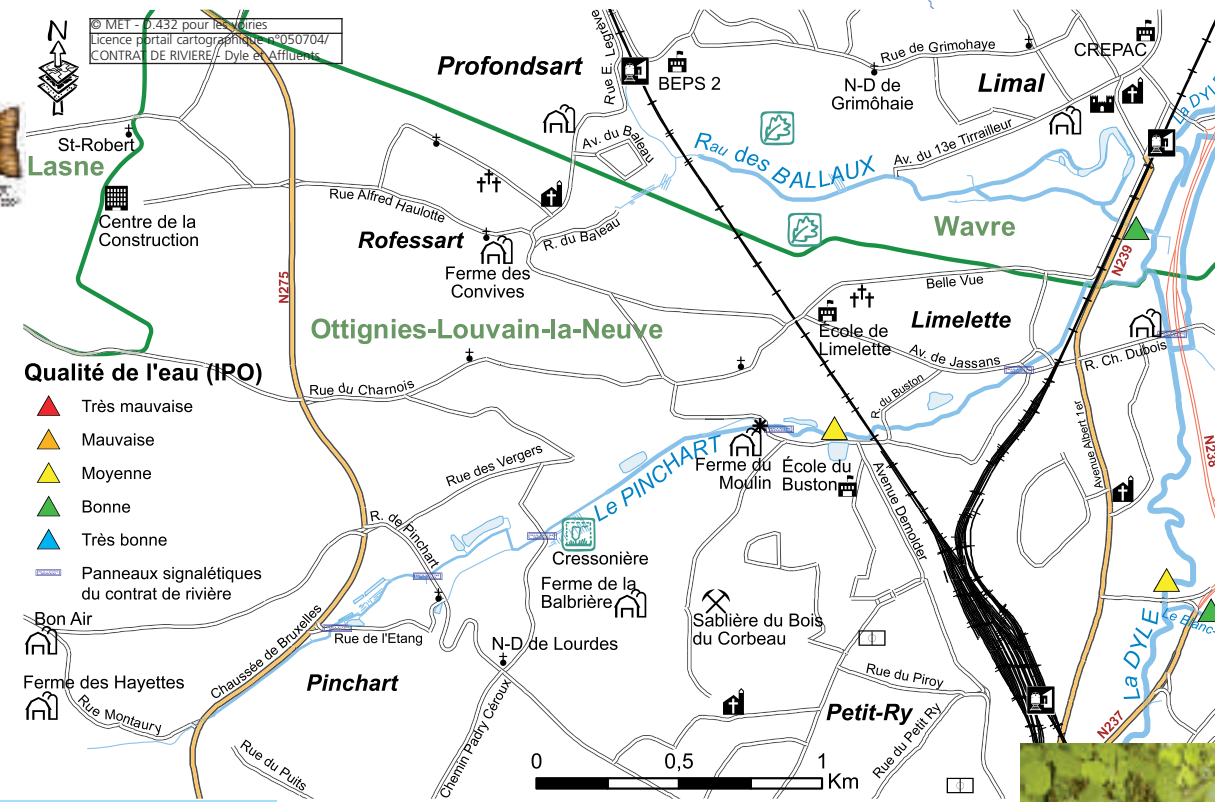 © MET - D.432 pour les voiries
Licence portail cartographique n°050704/
CONTRAT DE RIVIERE - Dyle et Affluents
N
Profondsart
Rue E. Legrève
BEPS 2
Rue de Grimohaye
CREPAC
N-D de
Grimôhaie
Limal
La DYLE
St-Robert
Lasne
Av. du Baleau
Rau des BALLAUX
Av. du 13e Tirrailleur
Centre de la
Construction
Rue Alfred Haulotte
Rofessart
R. du Baleau
Ferme des
Convives
Wavre
N239
N275
Belle Vue
Ottignies-Louvain-la-Neuve
École de
Limelette
Limelette
Av. de Jassans
R. Ch. Dubois
Qualité de l'eau (IPO)
Très mauvaise
Mauvaise
Moyenne
Bonne
Très bonne
Panneaux signalétiques
du contrat de rivière
Rue du Charnois
R. du Buston
Avenue Albert 1er
N238
Rue des Vergers
Le PINCHART
Ferme du
Moulin
École du
Buston
Avenue Demolder
R. de Pinchart
Cressonière
Ferme de la
Balbrière
Sablière du Bois
du Corbeau
La DYLE
Le Blanc-
Bon Air
Rue de l'Etang
N-D de Lourdes
Chaussée de Bruxelles
Ferme des Hayettes
Pinchart
Rue Montaury
Rue du Piroy
Petit-Ry
Rue du Petit Ry
N237
Chemin Padry Céroux
Rue du Puits
0 0,5 1
Km